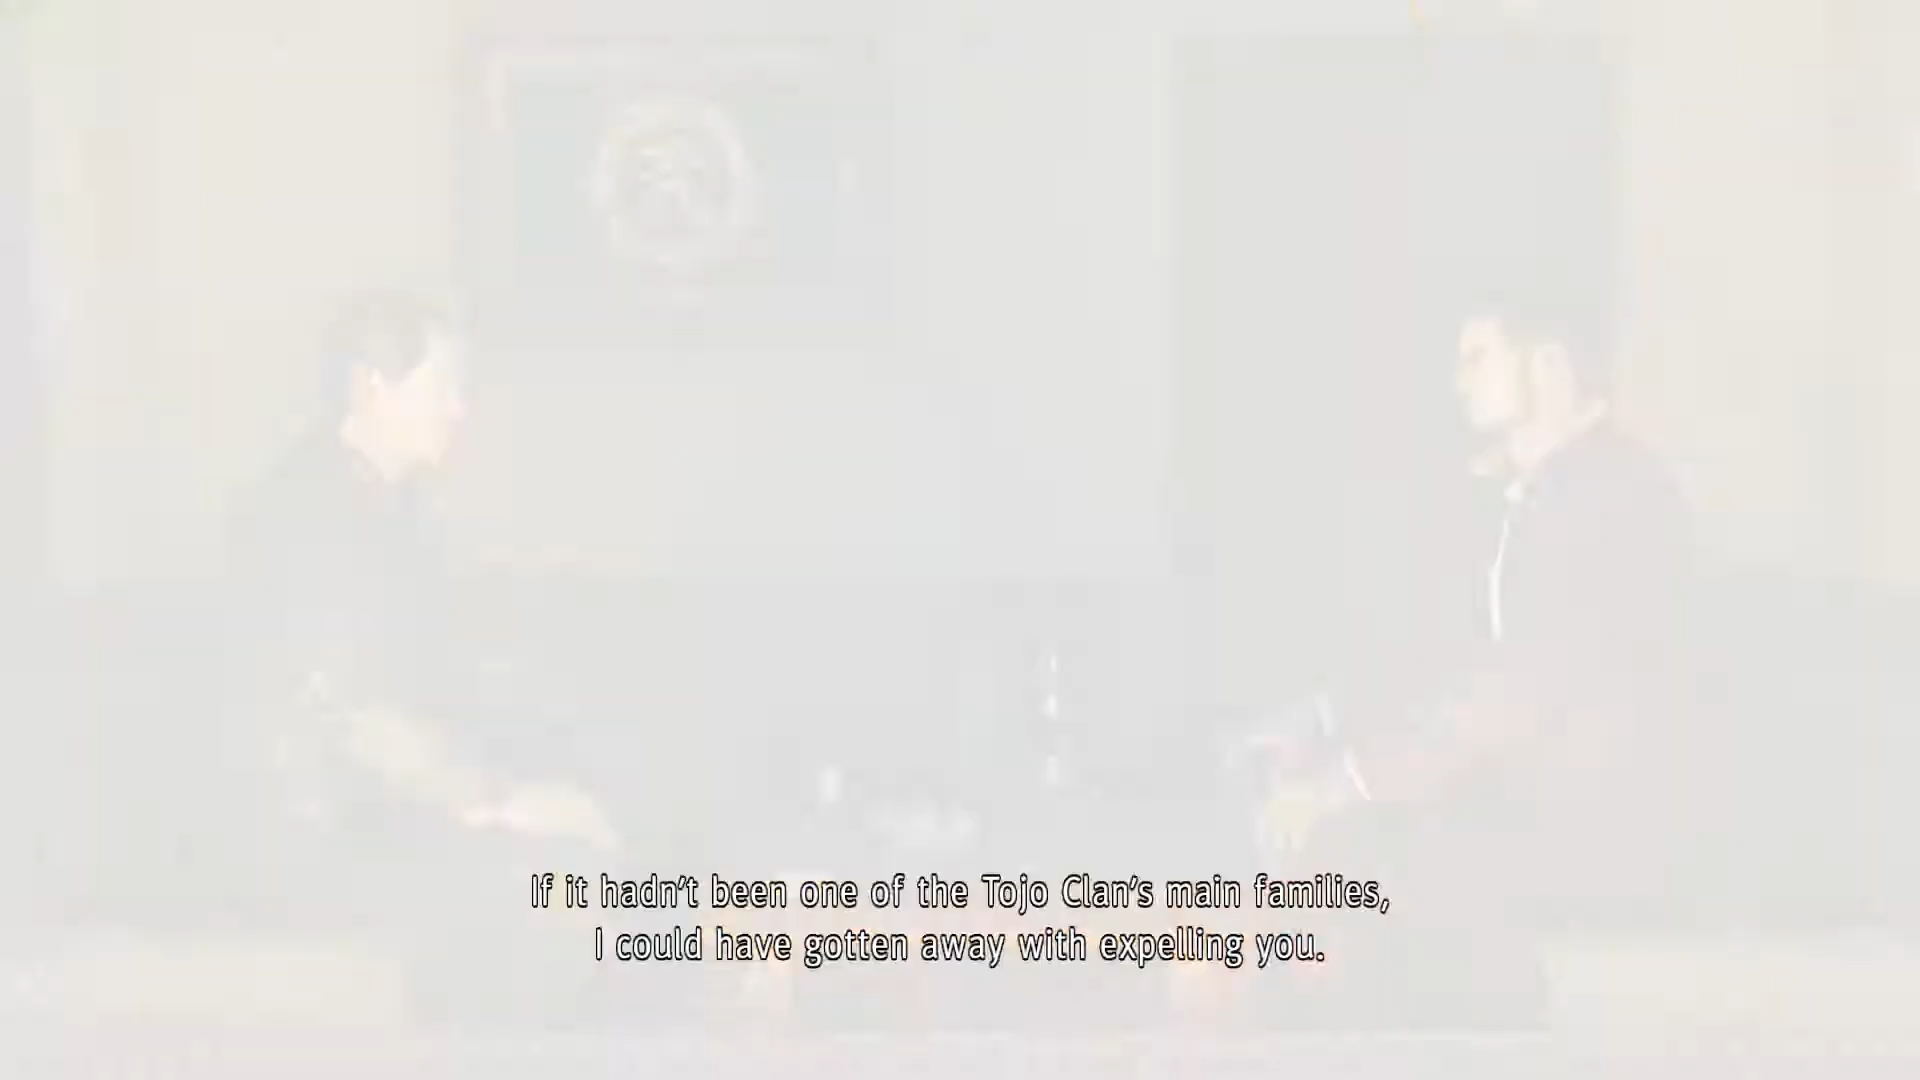 If it hadn't been one of the Tojo Clan's main families,
I could have gotten away with expelling you.